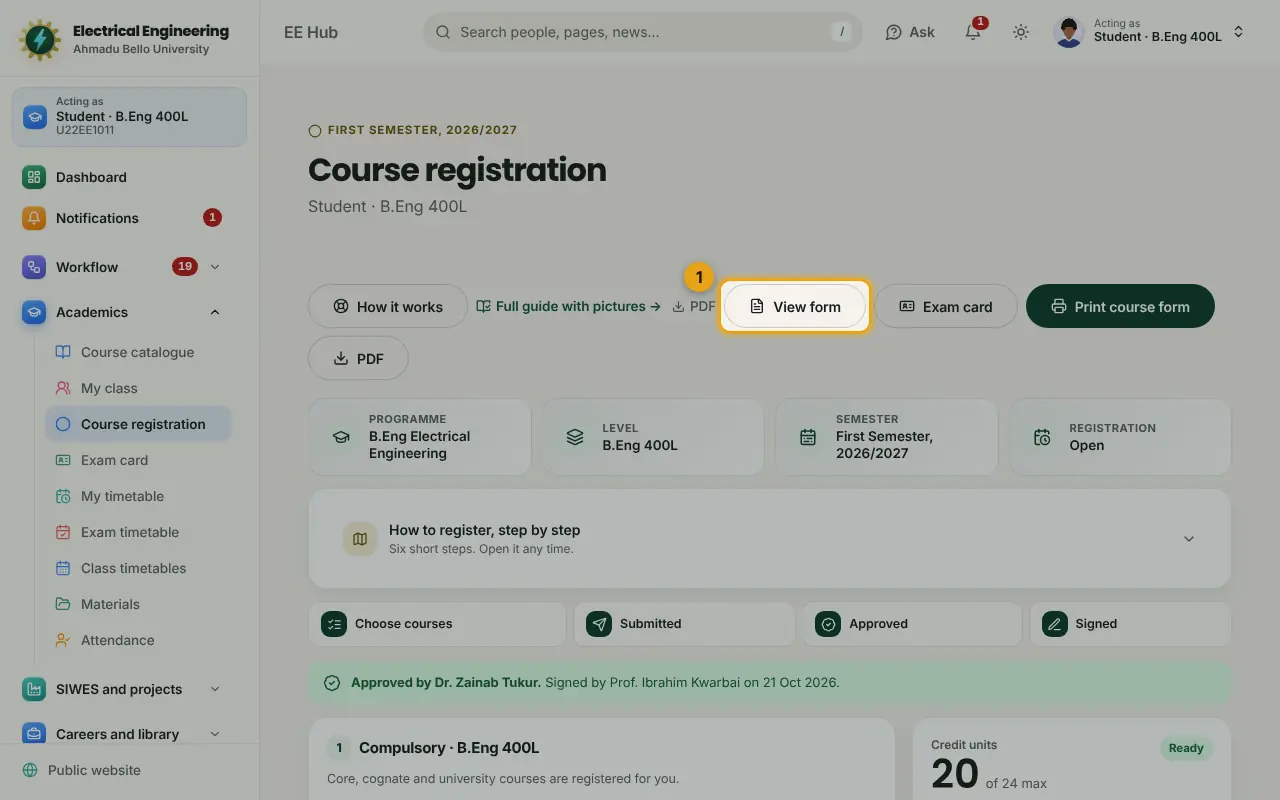 Electrical Engineering
Ahmadu Bello University
EE Hub
Search people, pages, news...
/
Ask
1
Acting as
Student · B.Eng 400L
Acting as
Student · B.Eng 400L
U22EE1011
Dashboard
Notifications
1
Workflow
19
Academics
Course catalogue
My class
Course registration
Exam card
My timetable
Exam timetable
Class timetables
Materials
Attendance
SIWES and projects
Careers and library
Public website
FIRST SEMESTER, 2026/2027
Course registration
Student · B.Eng 400L
1
How it works
Full guide with pictures →
PDF
View form
Exam card
Print course form
PDF
PROGRAMME
B.Eng Electrical
Engineering
LEVEL
B.Eng 400L
SEMESTER
First Semester,
2026/2027
REGISTRATION
Open
How to register, step by step
Six short steps. Open it any time.
Choose courses
Submitted
Approved
Signed
Approved by Dr. Zainab Tukur. Signed by Prof. Ibrahim Kwarbai on 21 Oct 2026.
1 Compulsory · B.Eng 400L
Core, cognate and university courses are registered for you.
Credit units
Ready
20 of 24 max